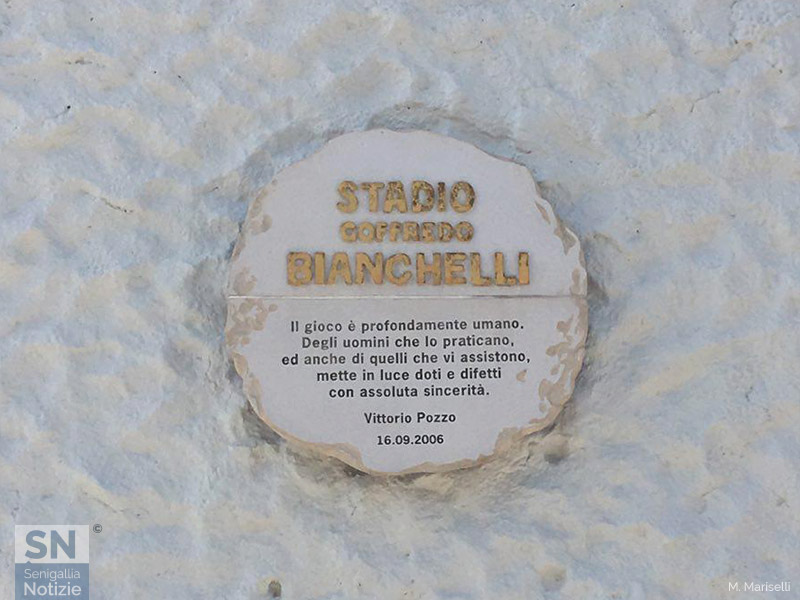 STADIO
GOFFREDO
BIANCHELLI
Il gioco è profondamente umano.
Degli uomini che lo praticano,
ed anche di quelli che vi assistono,
mette in luce doti e difetti
con assoluta sincerità.
Vittorio Pozzo
16.09.2006
SN ©
Senigallia
Notizie
M. Mariselli